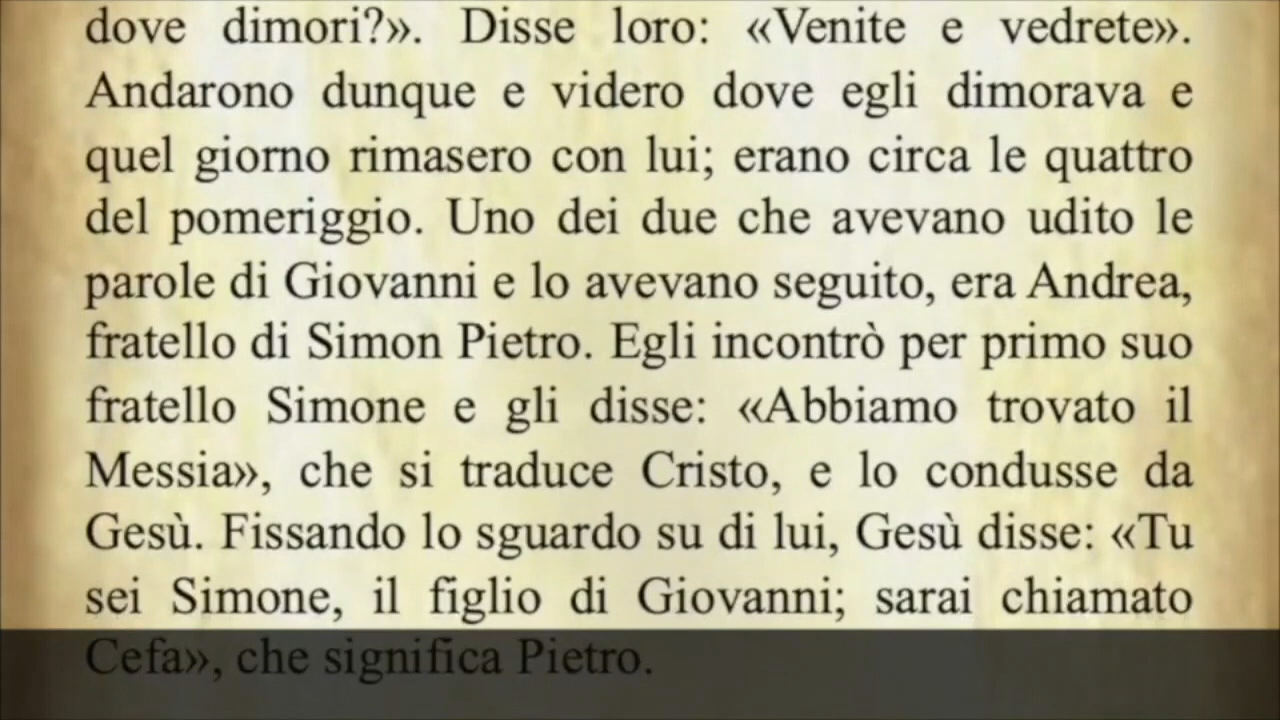 dove dimori?». Disse loro: «Venite e vedrete».
Andarono dunque e videro dove egli dimorava e
quel giorno rimasero con lui; erano circa le quattro
del pomeriggio. Uno dei due che avevano udito le
parole di Giovanni e lo avevano seguito, era Andrea,
fratello di Simon Pietro. Egli incontrò per primo suo
fratello Simone e gli disse: «Abbiamo trovato il
Messia», che si traduce Cristo, e lo condusse da
Gesù. Fissando lo sguardo su di lui, Gesù disse: «Tu
sei Simone, il figlio di Giovanni; sarai chiamato
Cefa», che significa Pietro.